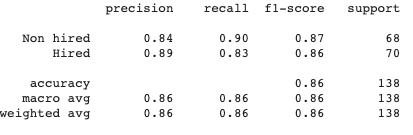 precision recall f1-score support
Non hired 0.84 0.90 0.87 68
Hired 0.89 0.83 0.86 70
accuracy 0.86 138
macro avg 0.86 0.86 0.86 138
weighted avg 0.86 0.86 0.86 138